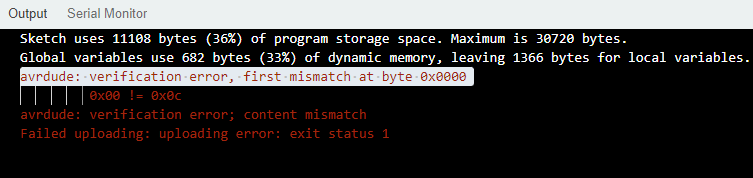 Output Serial Monitor
Sketch uses 11108 bytes (36%) of program storage space. Maximum is 30720 bytes.
Global variables use 682 bytes (33%) of dynamic memory, leaving 1366 bytes for local variables.
avrdude: verification error, first mismatch at byte 0x0000
0x00 != 0x0c
avrdude: verification error; content mismatch
Failed uploading: uploading error: exit status 1